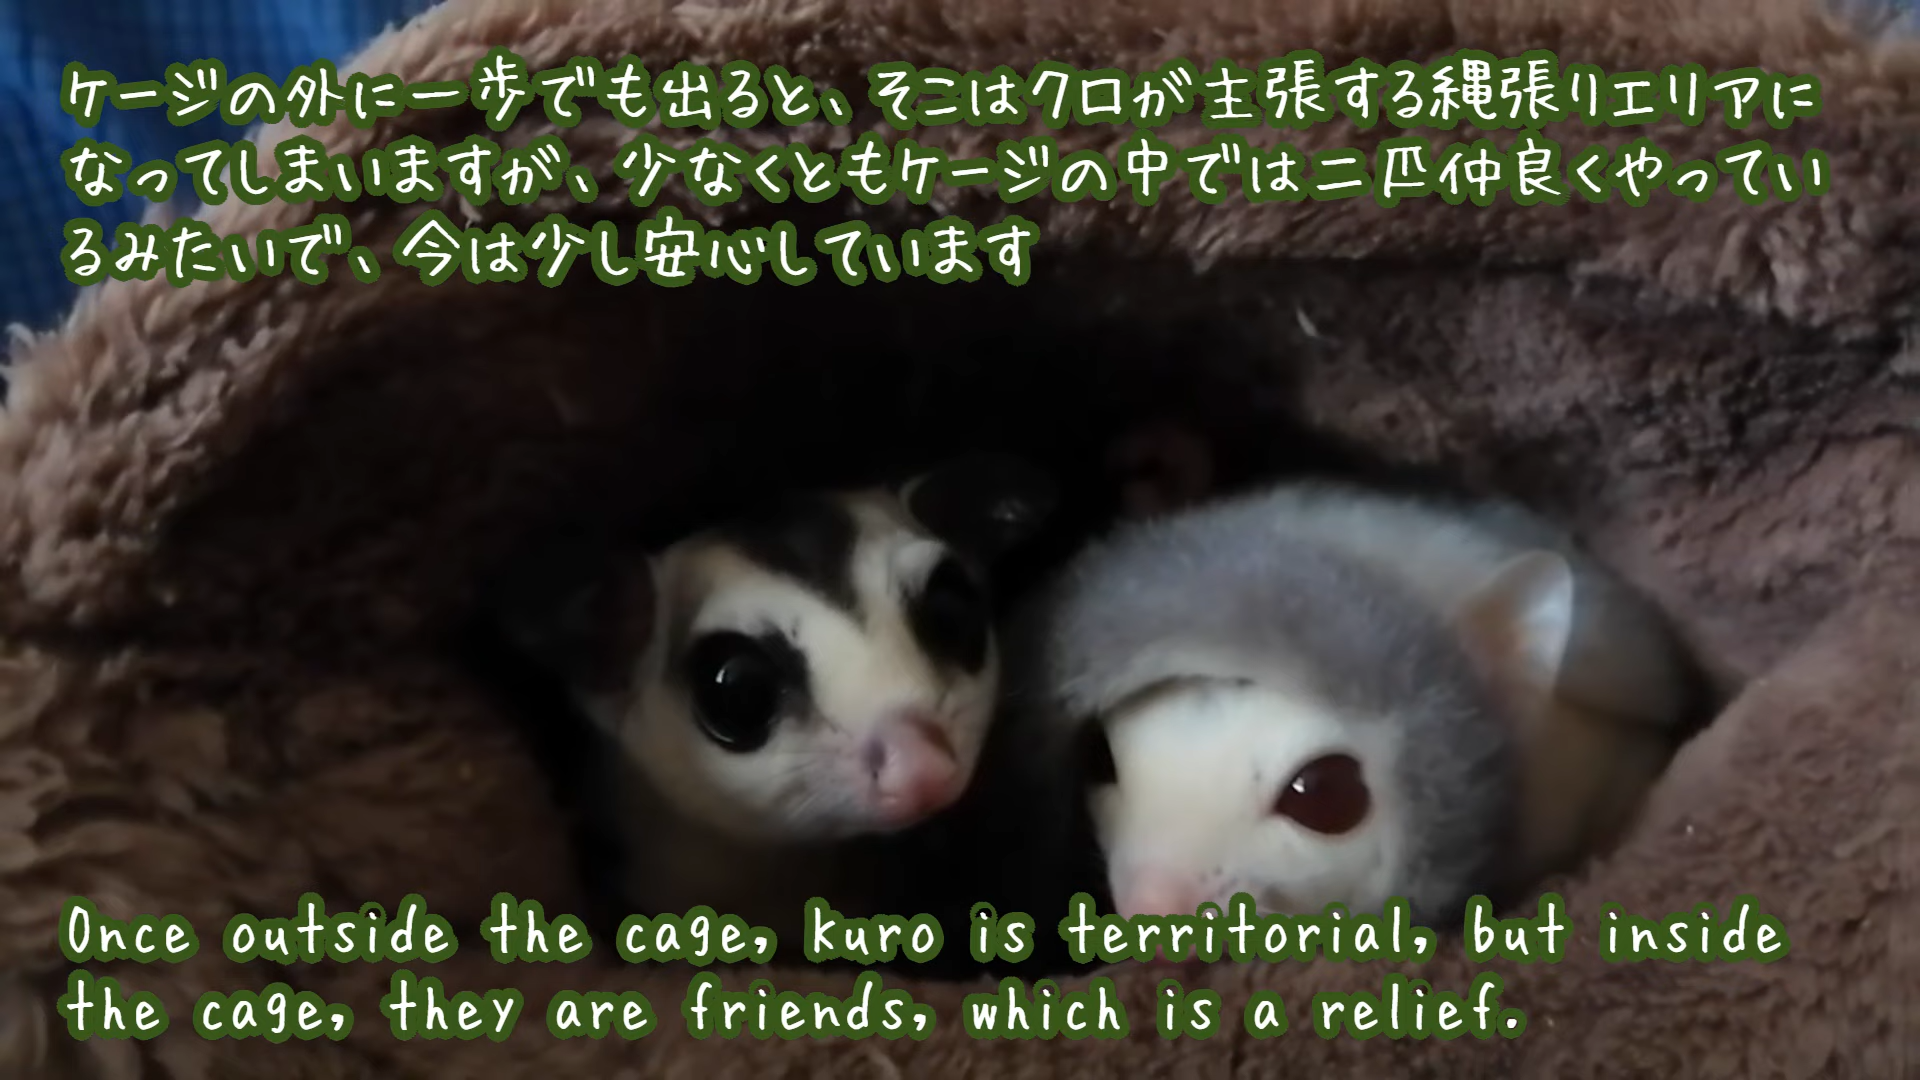 ケージの外に一歩でも出ると、そこはクロが主張する縄張りエリアに
なってしまいますが、少なくともケージの中では二匹仲良くやってい
るみたいで、今は少し安心しています
Once outside the cage, kuro is territorial, but inside
the cage, they are friends, which is a relief.